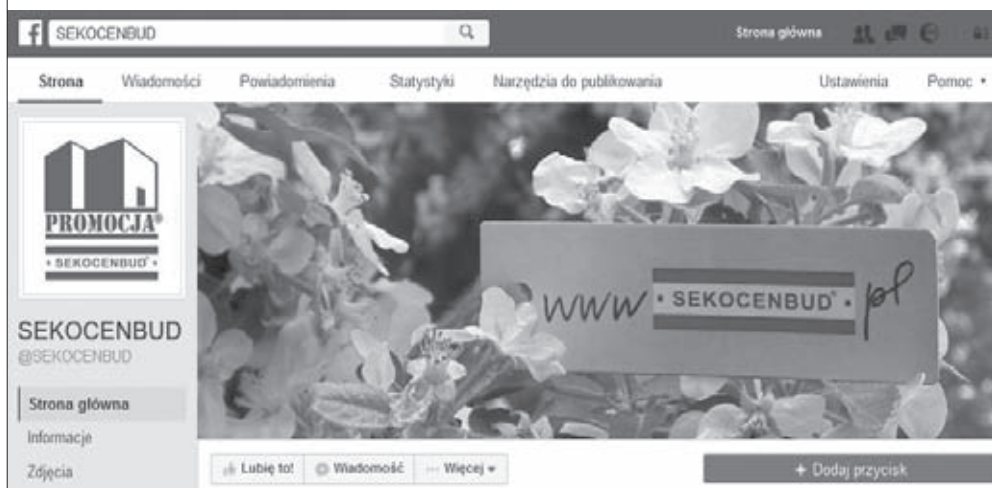 f SEKOCENBUD Strona główna
Strona Wiadomości Powiadomienia Statystyki Narzędzia do publikowania Ustawienia Pomoc
PROMOCJA®
• SEKOCENBUD® •
www • SEKOCENBUD® • pl
SEKOCENBUD
@SEKOCENBUD
Strona główna
Informacje
Zdjęcia
Lubię to! Wiadomość ··· Więcej
+ Dodaj przycisk